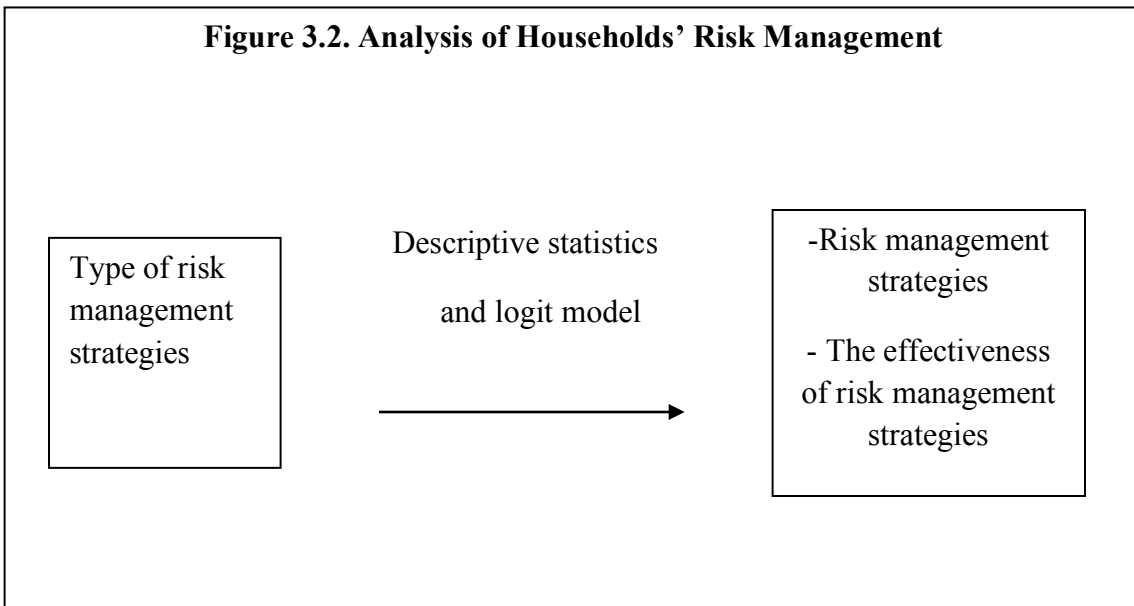 Figure 3.2. Analysis of Households’ Risk Management
Type of risk
management
strategies
Descriptive statistics
and logit model
-Risk management
strategies
- The effectiveness
of risk management
strategies